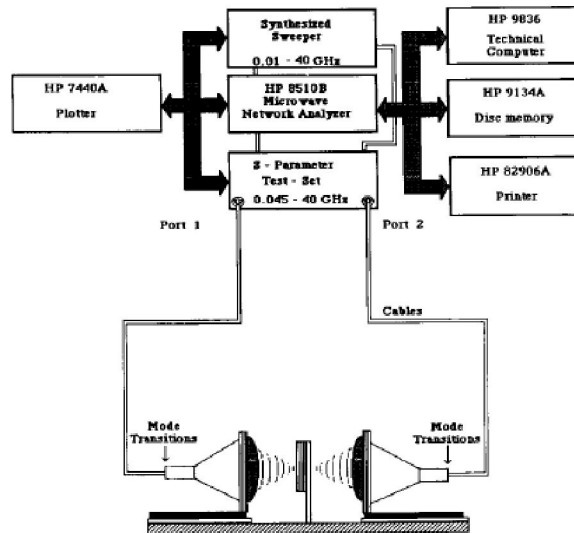 Synthesized
Sweeper
0.01 - 40 GHz
HP 7440A
Plotter
HP 8510B
Microwave
Network Analyzer
HP 9836
Technical
Computer
HP 9134A
Disc memory
HP 82906A
Printer
S - Parameter
Test - Set
0.045 - 40 GHz
Port 1
Port 2
Cables
Mode
Transitions
Mode
Transitions